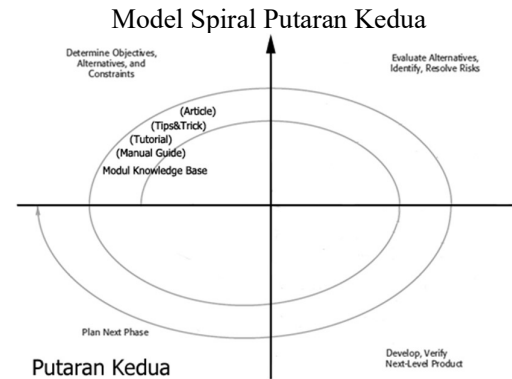 Model Spiral Putaran Kedua
Determine Objectives,
Alternatives, and
Constraints
Evaluate Alternatives,
Identify, Resolve Risks
(Article)
(Tips&Trick)
(Tutorial)
(Manual Guide)
Modul Knowledge Base
Plan Next Phase
Putaran Kedua
Develop, Verify
Next-Level Product